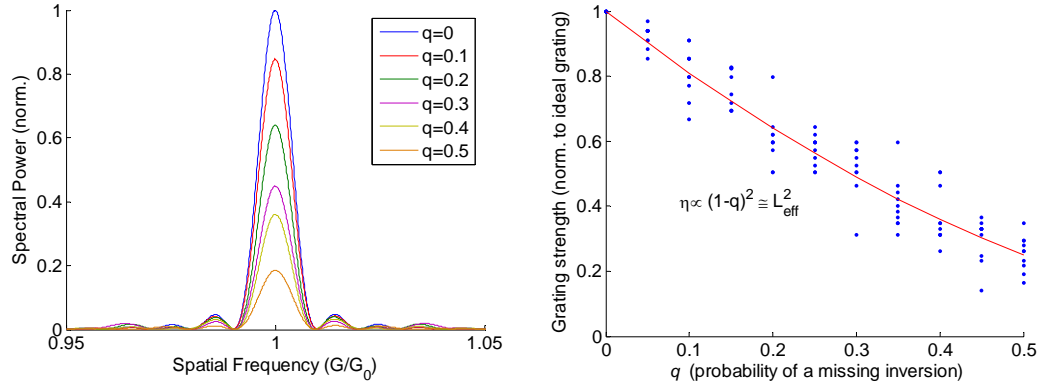 Spectral Power (norm.)
1
0.8
0.6
0.4
0.2
0
0.95
1
1.05
Spatial Frequency (G/G₀)
q=0
q=0.1
q=0.2
q=0.3
q=0.4
q=0.5
Grating strength (norm. to ideal grating)
1
0.8
0.6
0.4
0.2
0
0
0.1
0.2
0.3
0.4
0.5
q (probability of a missing inversion)
η∝ (1-q)² ≅ L²eff